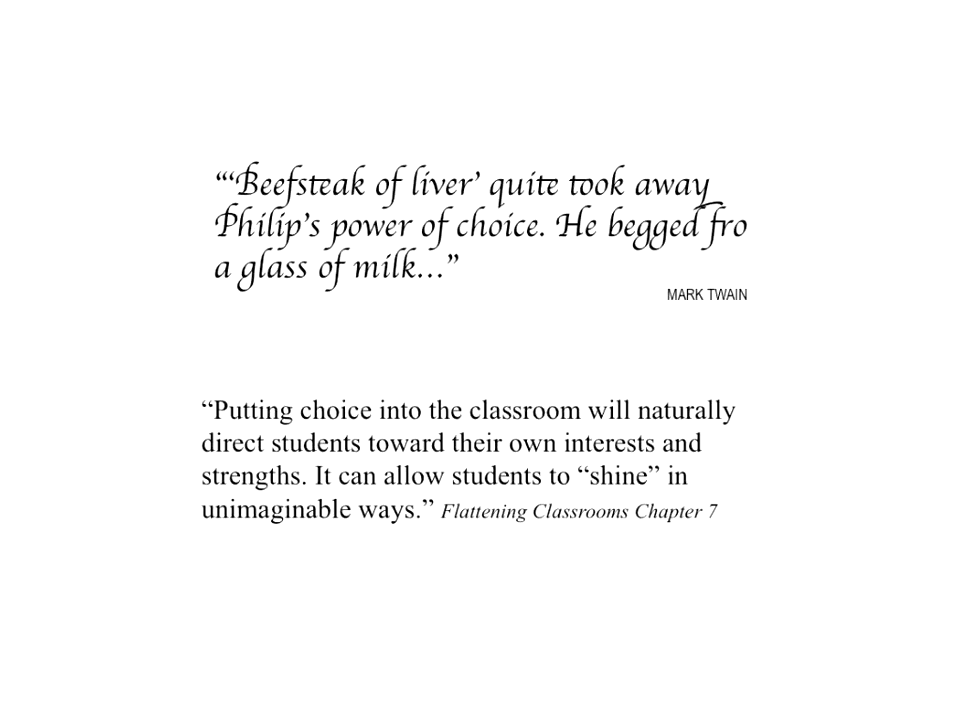 “‘Beefsteak of liver’ quite took away
Philip’s power of choice. He begged fro
a glass of milk...”
MARK TWAIN
“Putting choice into the classroom will naturally
direct students toward their own interests and
strengths. It can allow students to “shine” in
unimaginable ways.” Flattening Classrooms Chapter 7